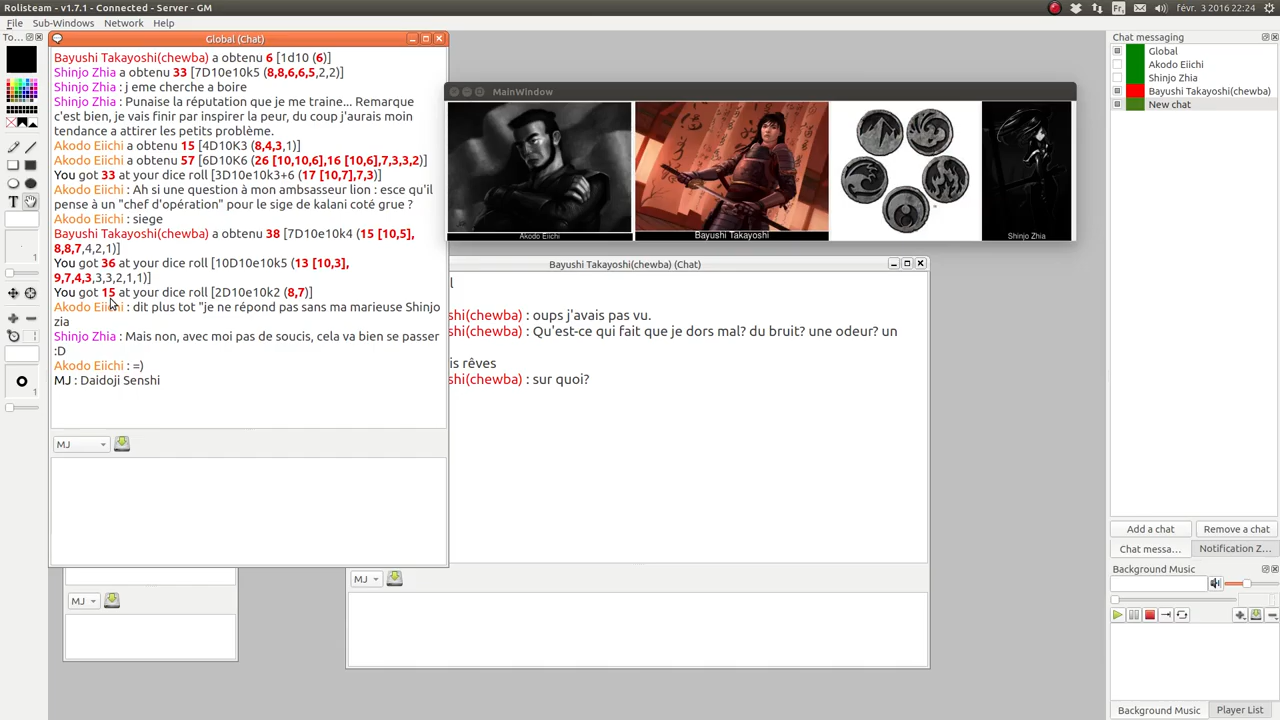 Rolisteam - v1.7.1 - Connected - Server - GM
Fr,
févr. 3 2016 22:24
File Sub-Windows Network Help
To...
Global (Chat)
Bayushi Takayoshi(chewba) a obtenu 6 [1d10 (6)]
Shinjo Zhia a obtenu 33 [7D10e10k5 (8,8,6,6,5,2,2)]
Shinjo Zhia : j eme cherche a boire
Shinjo Zhia : Punaise la réputation que je me traine... Remarque
c'est bien, je vais finir par inspirer la peur, du coup j'aurais moin
tendance a attirer les petits problème.
Akodo Eiichi a obtenu 15 [4D10K3 (8,4,3,1)]
Akodo Eiichi a obtenu 57 [6D10K6 (26 [10,10,6],16 [10,6],7,3,3,2)]
You got 33 at your dice roll [3D10e10k3+6 (17 [10,7],7,3)]
Akodo Eiichi : Ah si une question à mon ambsasseur lion : esce qu'il
pense à un "chef d'opération" pour le sige de kalani coté grue ?
Akodo Eiichi : siege
Bayushi Takayoshi(chewba) a obtenu 38 [7D10e10k4 (15 [10,5],
8,8,7,4,2,1)]
You got 36 at your dice roll [10D10e10k5 (13 [10,3],
9,7,4,3,3,3,2,1,1)]
You got 15 at your dice roll [2D10e10k2 (8,7)]
Akodo Eiichi : dit plus tot "je ne répond pas sans ma marieuse Shinjo
zia
Shinjo Zhia : Mais non, avec moi pas de soucis, cela va bien se passer
:D
Akodo Eiichi : =)
MJ : Daidoji Senshi
MJ
MainWindow
Akodo Eiichi
Bayushi Takayoshi
Shinjo Zhia
Bayushi Takayoshi(chewba) (Chat)
l
shi(chewba) : oups j'avais pas vu.
shi(chewba) : Qu'est-ce qui fait que je dors mal? du bruit? une odeur? un
is rêves
shi(chewba) : sur quoi?
MJ
MJ
T
1
1
Chat messaging
Global
Akodo Eiichi
Shinjo Zhia
Bayushi Takayoshi(chewba)
New chat
Add a chat
Remove a chat
Chat messa...
Notification Z...
Background Music
Background Music
Player List